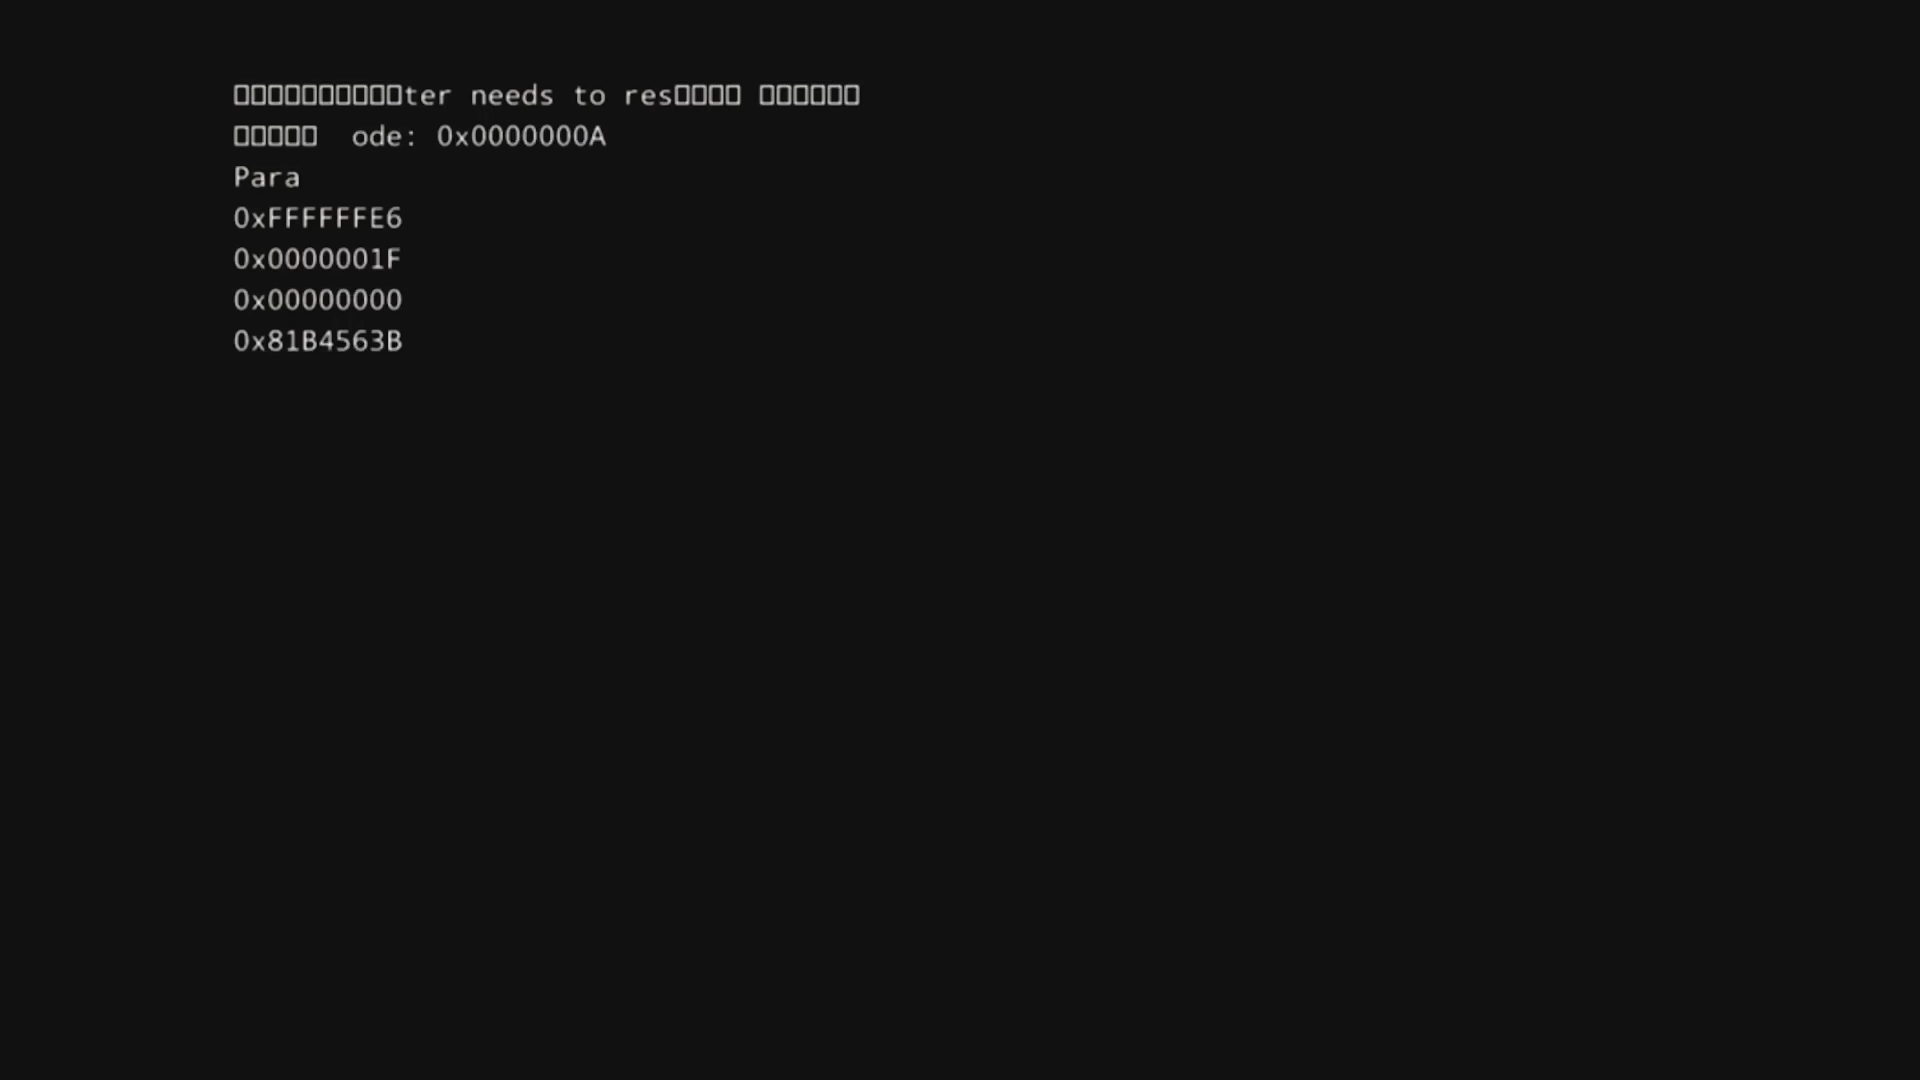 ▯▯▯▯▯▯▯▯▯▯ter needs to res▯▯▯▯ ▯▯▯▯▯▯
▯▯▯▯▯  ode: 0x0000000A
Para
0xFFFFFFE6
0x0000001F
0x00000000
0x81B4563B